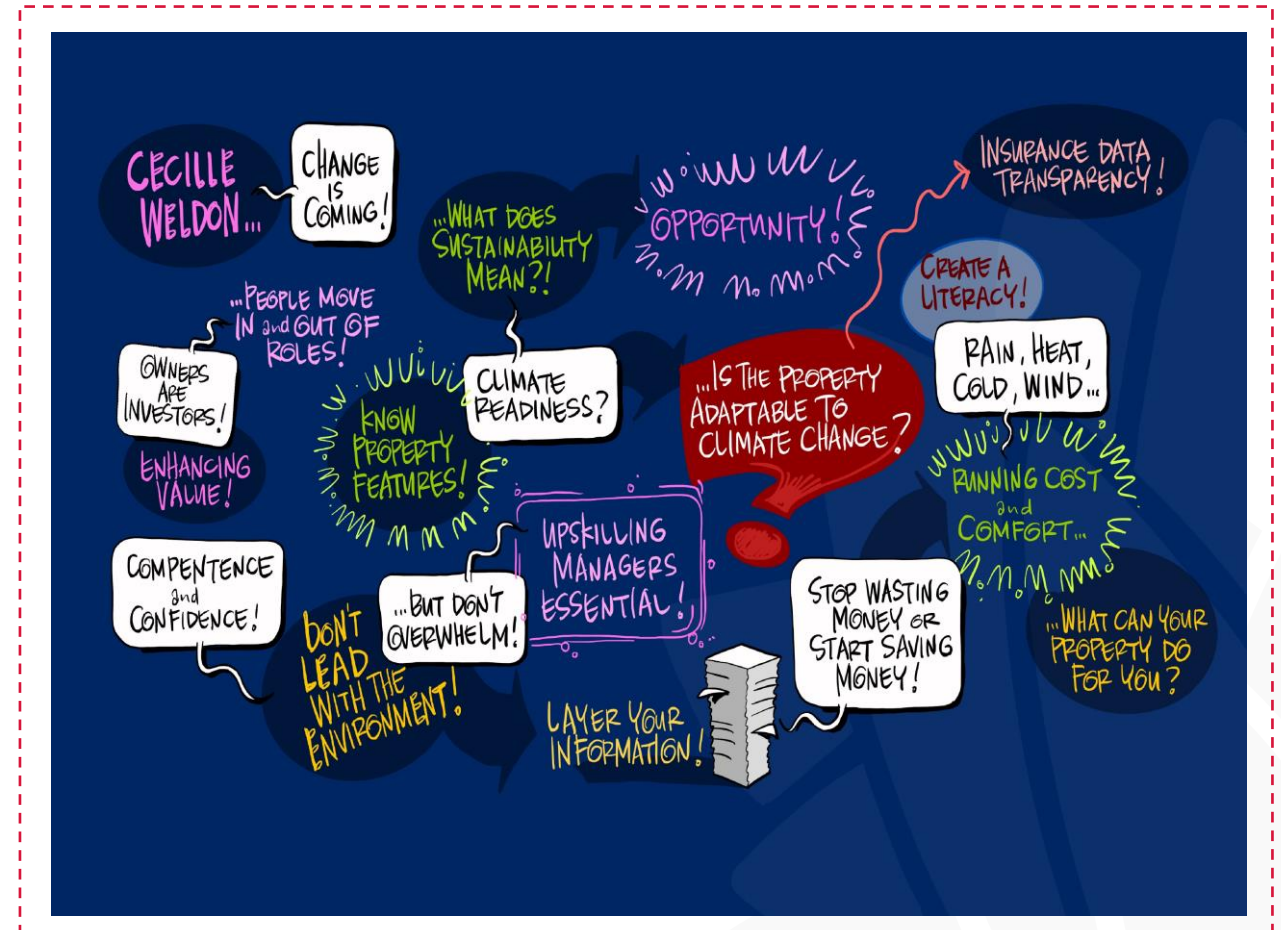 CECILLE
WELDON...
CHANGE
IS
COMING!
...WHAT DOES
SUSTAINABILITY
MEAN?!
OPPORTUNITY!
INSURANCE DATA
TRANSPARENCY!
...PEOPLE MOVE
IN and OUT OF
ROLES!
OWNERS
ARE
INVESTORS!
ENHANCING
VALUE!
KNOW
PROPERTY
FEATURES!
CLIMATE
READINESS?
...IS THE PROPERTY
ADAPTABLE TO
CLIMATE CHANGE?
CREATE A
LITERACY!
RAIN, HEAT,
COLD, WIND...
RUNNING COST
and
COMFORT...
COMPENTENCE
and
CONFIDENCE!
DON'T
LEAD
WITH THE
ENVIRONMENT!
...BUT DON'T
OVERWHELM!
UPSKILLING
MANAGERS
ESSENTIAL!
LAYER YOUR
INFORMATION!
STOP WASTING
MONEY OR
START SAVING
MONEY!
...WHAT CAN YOUR
PROPERTY DO
FOR YOU?